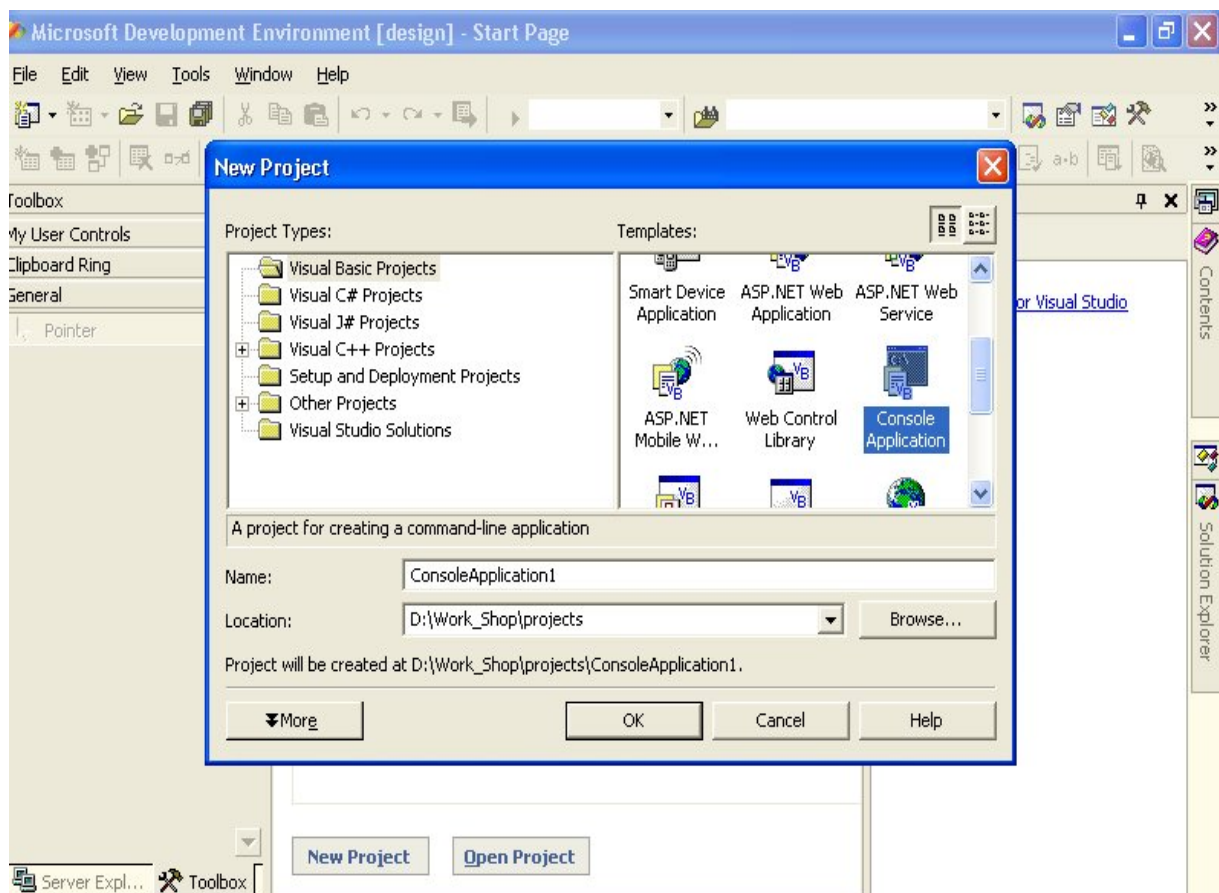 Microsoft Development Environment [design] - Start Page
File Edit View Tools Window Help
a·b
Toolbox
My User Controls
Clipboard Ring
General
Pointer
New Project
Project Types:
Visual Basic Projects
Visual C# Projects
Visual J# Projects
Visual C++ Projects
Setup and Deployment Projects
Other Projects
Visual Studio Solutions
Templates:
Smart Device Application
ASP.NET Web Application
ASP.NET Web Service
ASP.NET Mobile W...
Web Control Library
Console Application
A project for creating a command-line application
Name: ConsoleApplication1
Location: D:\Work_Shop\projects Browse...
Project will be created at D:\Work_Shop\projects\ConsoleApplication1.
More OK Cancel Help
or Visual Studio
Contents
Solution Explorer
New Project Open Project
Server Expl... Toolbox